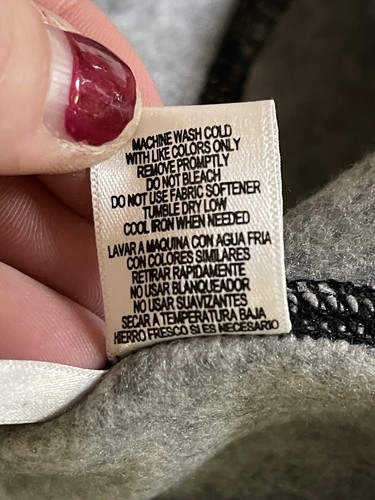 MACHINE WASH COLD
WITH LIKE COLORS ONLY
REMOVE PROMPTLY
DO NOT BLEACH
DO NOT USE FABRIC SOFTENER
TUMBLE DRY LOW
COOL IRON WHEN NEEDED
LAVAR A MAQUINA CON AGUA FRIA
CON COLORES SIMILARES
RETIRAR RAPIDAMENTE
NO USAR BLANQUEADOR
NO USAR SUAVIZANTES
SECAR A TEMPERATURA BAJA
HIERRO FRESCO SI ES NECESARIO